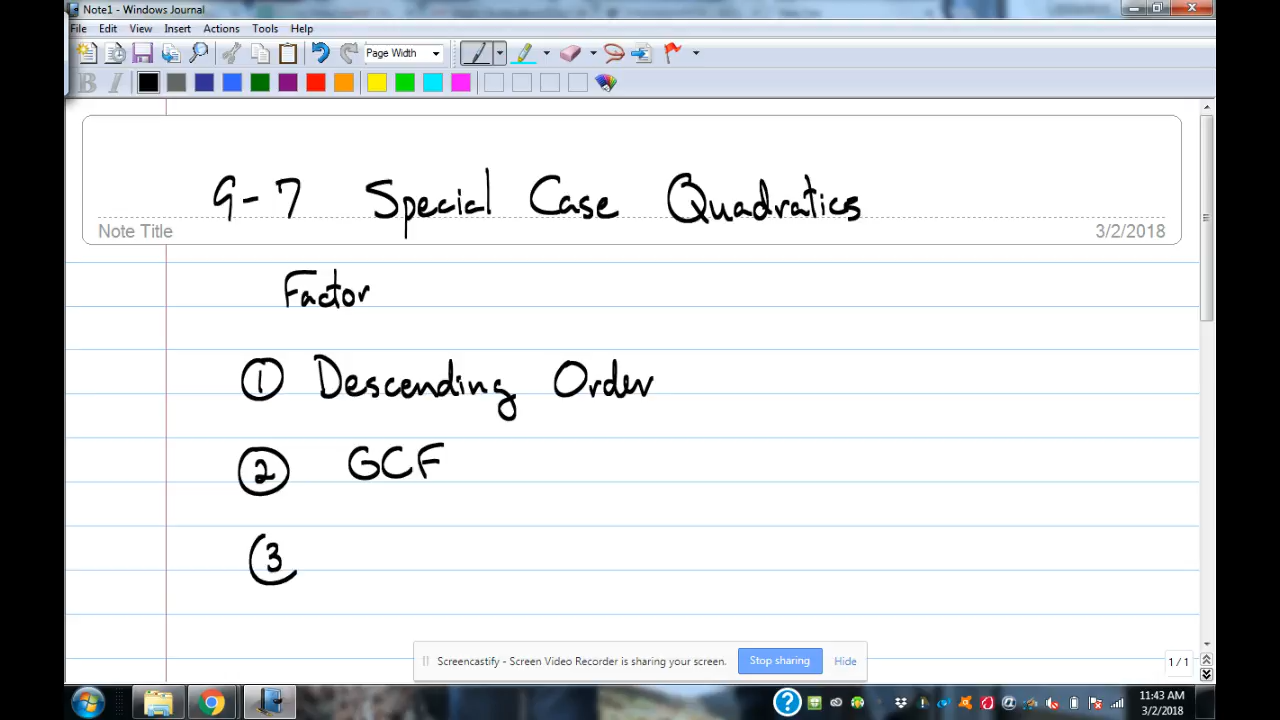 Note1 - Windows Journal
File Edit View Insert Actions Tools Help
Page Width
B I
9-7 Special Case Quadratics
Note Title 3/2/2018
Factor
① Descending Order
② GCF
③
Screencastify - Screen Video Recorder is sharing your screen. Stop sharing Hide
1 / 1
11:43 AM
3/2/2018